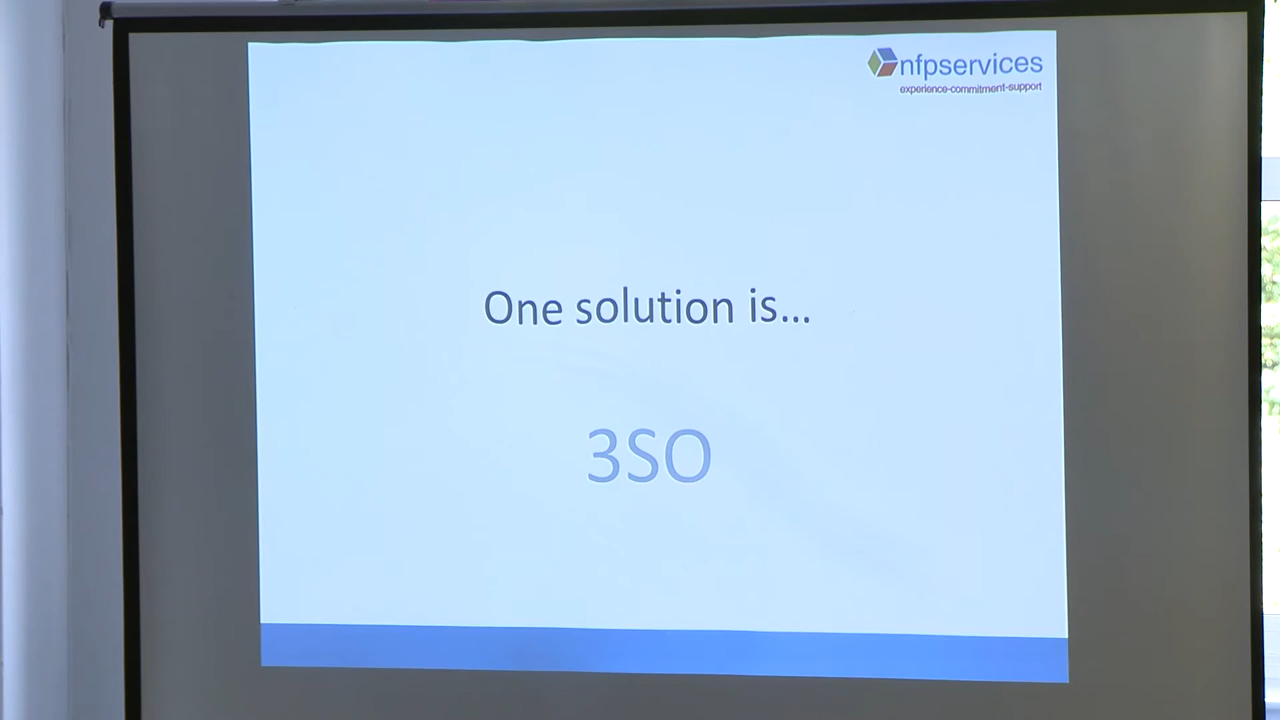 nfpservices
experience-commitment-support
One solution is...
3SO